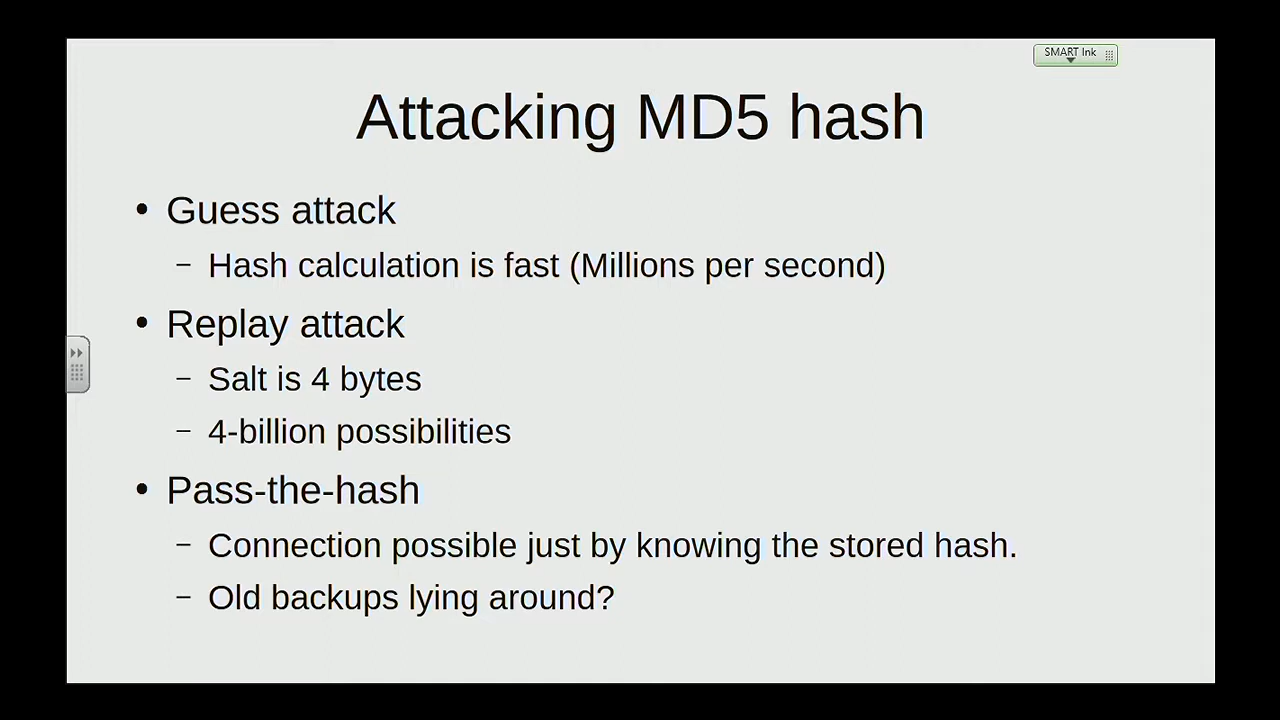 SMART Ink
Attacking MD5 hash
• Guess attack
– Hash calculation is fast (Millions per second)
• Replay attack
– Salt is 4 bytes
– 4-billion possibilities
• Pass-the-hash
– Connection possible just by knowing the stored hash.
– Old backups lying around?